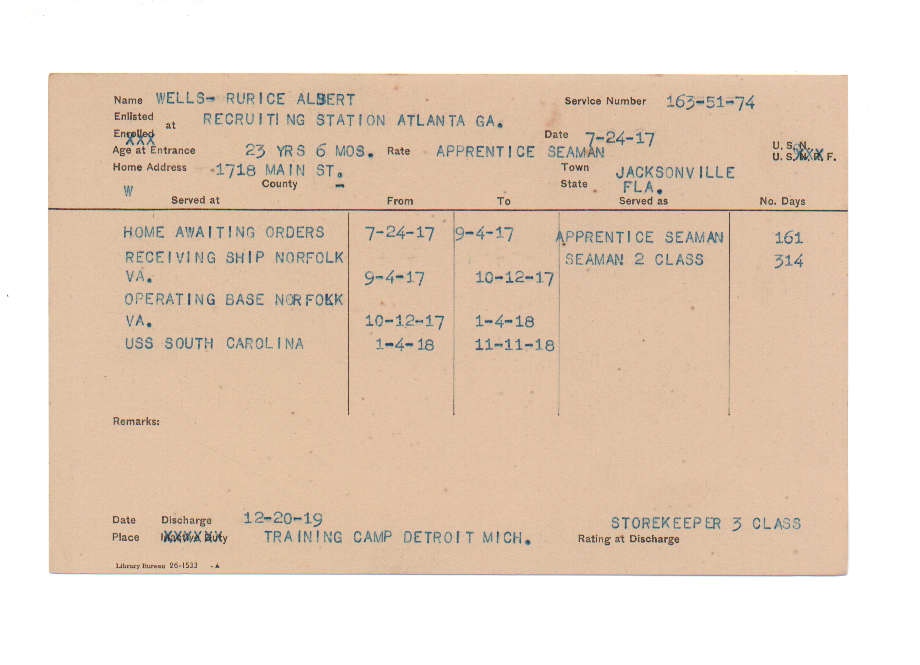 Name WELLS- RURICE ALBERT Service Number 163-51-74
Enlisted
Enrolled at RECRUITING STATION ATLANTA GA. Date 7-24-17 U. S. N.
Age at Entrance 23 YRS 6 MOS. Rate APPRENTICE SEAMAN U. S. N. R. F.
Home Address 1718 MAIN ST. Town JACKSONVILLE
W County - State FLA.
Served at From To Served as No. Days
HOME AWAITING ORDERS 7-24-17 9-4-17 APPRENTICE SEAMAN 161
RECEIVING SHIP NORFOLK SEAMAN 2 CLASS 314
VA. 9-4-17 10-12-17
OPERATING BASE NORFOLK
VA. 10-12-17 1-4-18
USS SOUTH CAROLINA 1-4-18 11-11-18
Remarks:
Date Discharge 12-20-19 STOREKEEPER 3 CLASS
Place Inactive Duty TRAINING CAMP DETROIT MICH. Rating at Discharge
Library Bureau 26-1533 -A